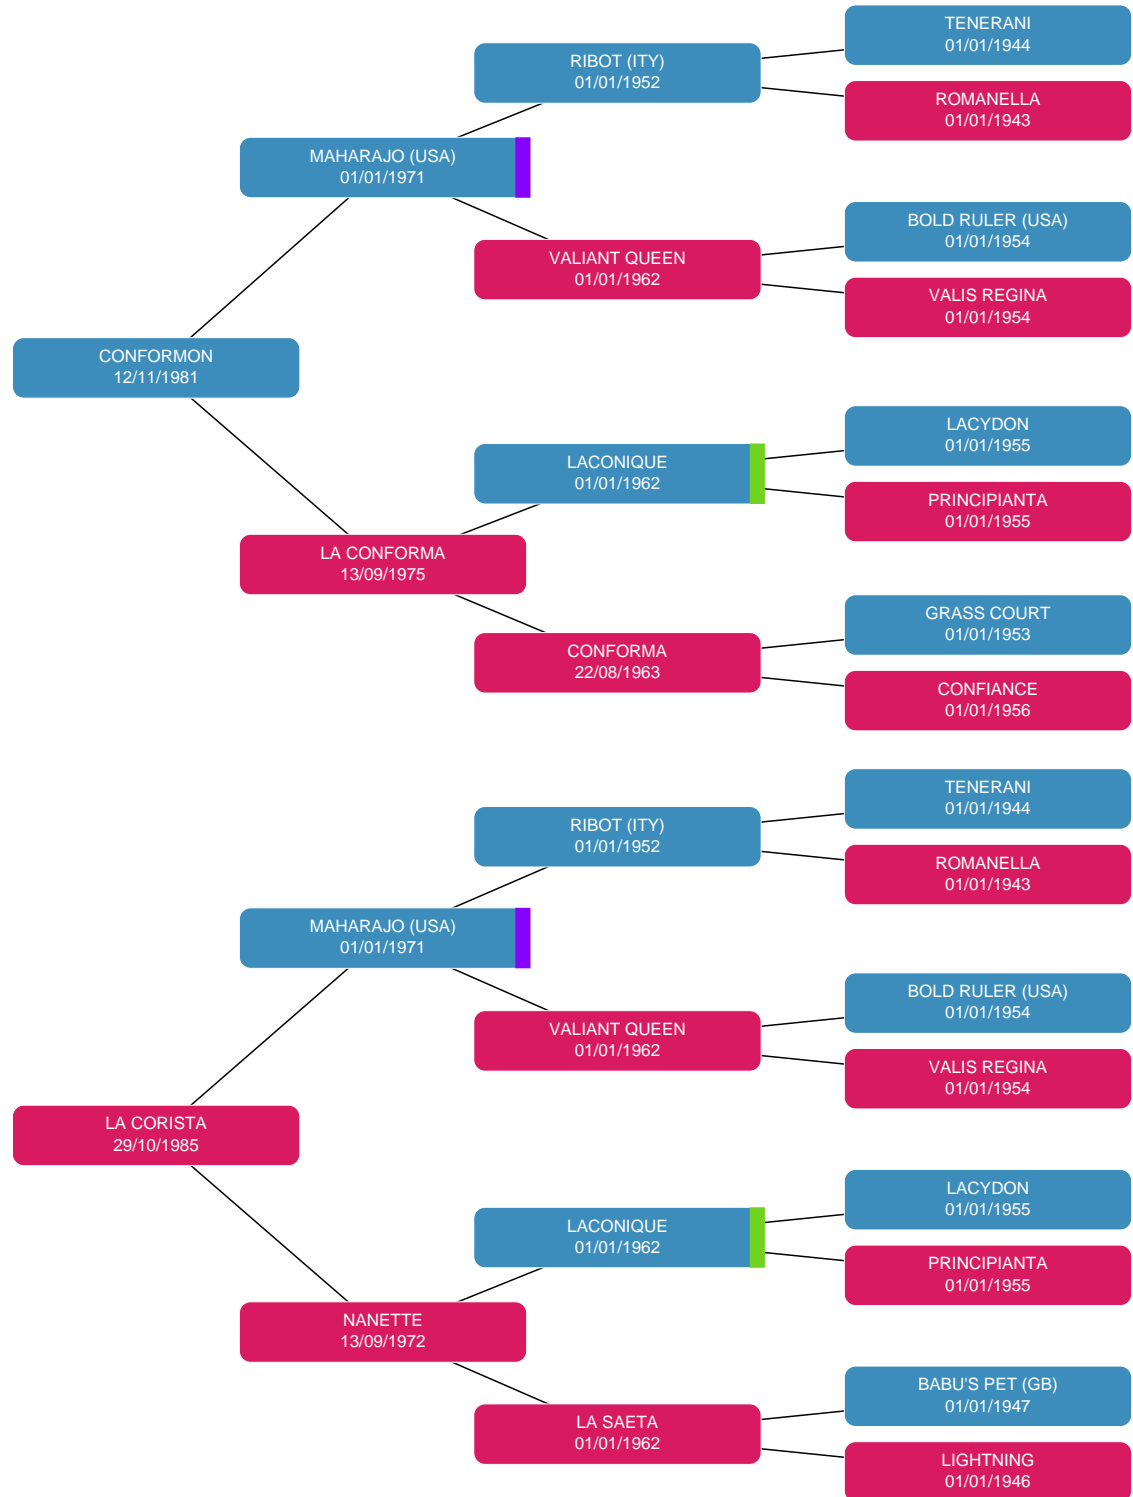 TENERANI
01/01/1944
RIBOT (ITY)
01/01/1952
ROMANELLA
01/01/1943
MAHARAJO (USA)
01/01/1971
BOLD RULER (USA)
01/01/1954
VALIANT QUEEN
01/01/1962
VALIS REGINA
01/01/1954
CONFORMON
12/11/1981
LACYDON
01/01/1955
LACONIQUE
01/01/1962
PRINCIPIANTA
01/01/1955
LA CONFORMA
13/09/1975
GRASS COURT
01/01/1953
CONFORMA
22/08/1963
CONFIANCE
01/01/1956
TENERANI
01/01/1944
RIBOT (ITY)
01/01/1952
ROMANELLA
01/01/1943
MAHARAJO (USA)
01/01/1971
BOLD RULER (USA)
01/01/1954
VALIANT QUEEN
01/01/1962
VALIS REGINA
01/01/1954
LA CORISTA
29/10/1985
LACYDON
01/01/1955
LACONIQUE
01/01/1962
PRINCIPIANTA
01/01/1955
NANETTE
13/09/1972
BABU'S PET (GB)
01/01/1947
LA SAETA
01/01/1962
LIGHTNING
01/01/1946